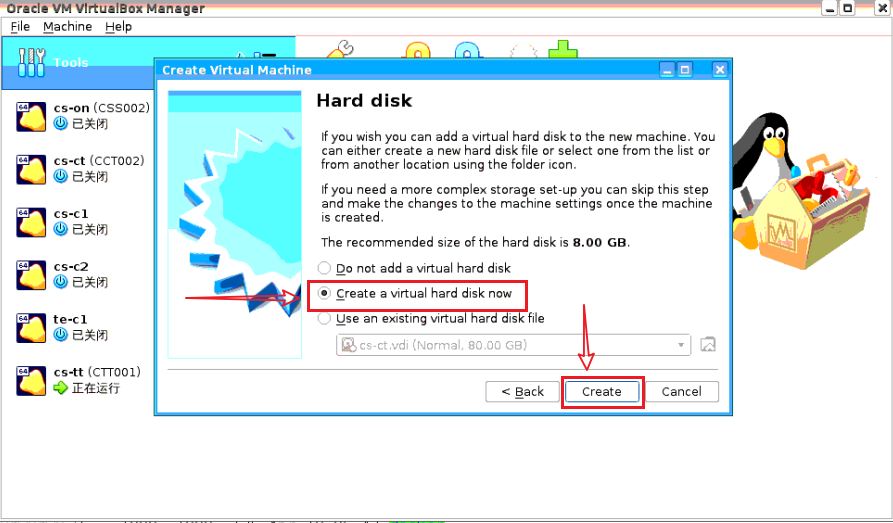 Oracle VM VirtualBox Manager
File Machine Help
Tools
64 cs-on (CSS002)
已关闭
64 cs-ct (CCT002)
已关闭
64 cs-c1
已关闭
64 cs-c2
已关闭
64 te-c1
已关闭
64 cs-tt (CTT001)
正在运行
Create Virtual Machine
Hard disk
If you wish you can add a virtual hard disk to the new machine. You
can either create a new hard disk file or select one from the list or
from another location using the folder icon.
If you need a more complex storage set-up you can skip this step
and make the changes to the machine settings once the machine
is created.
The recommended size of the hard disk is 8.00 GB.
Do not add a virtual hard disk
Create a virtual hard disk now
Use an existing virtual hard disk file
cs-ct.vdi (Normal, 80.00 GB)
< Back Create Cancel